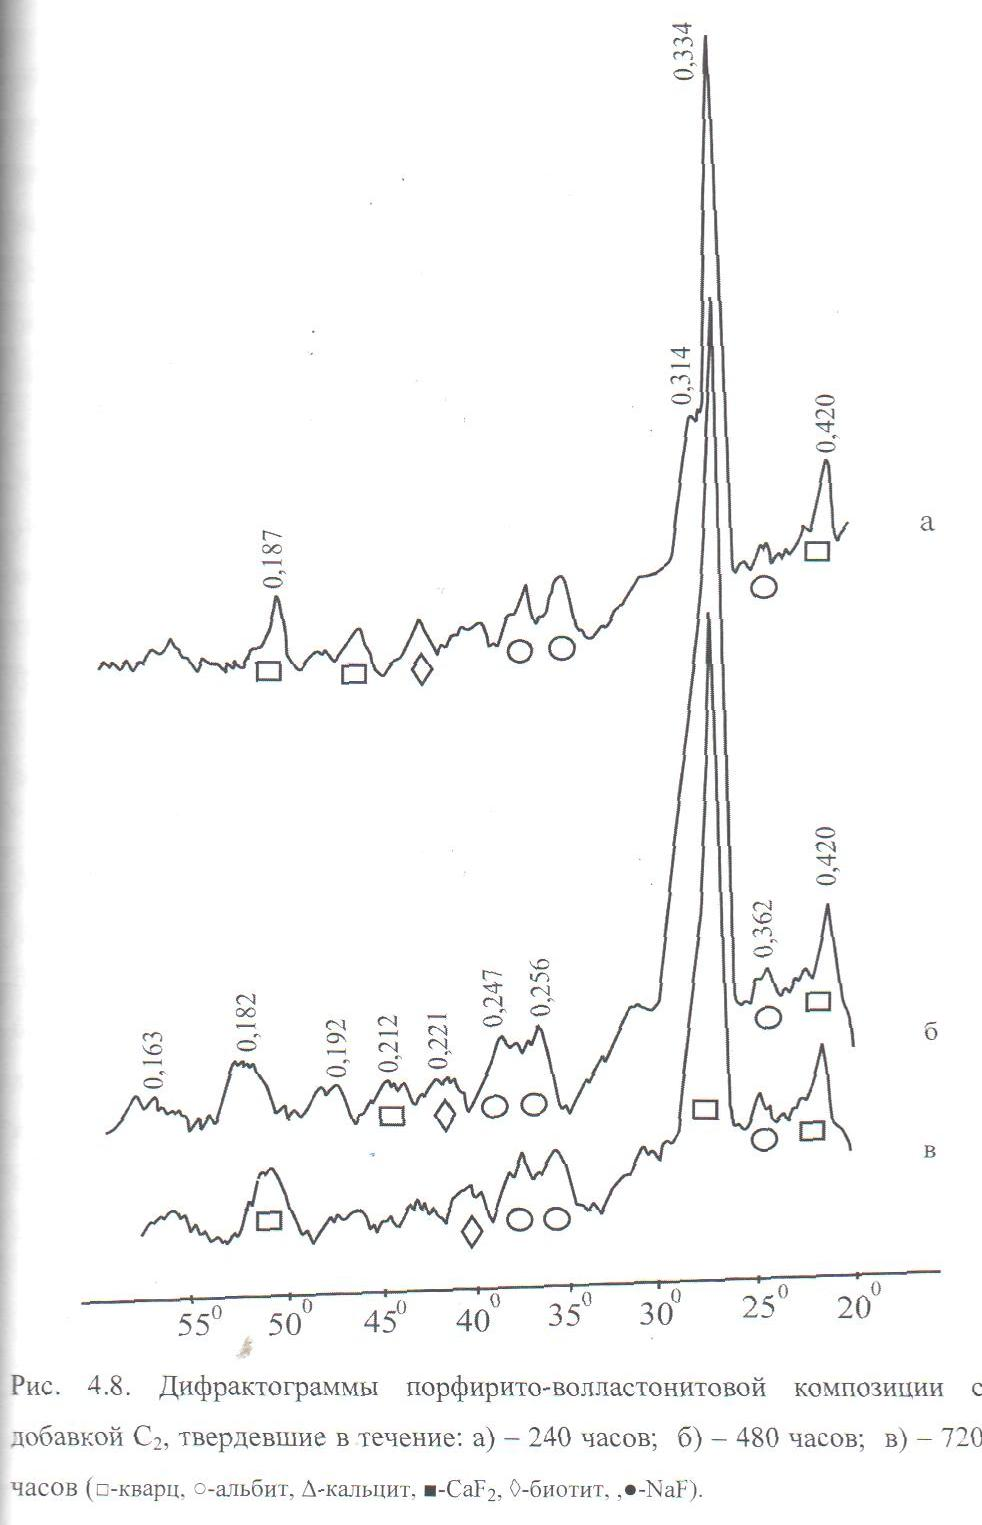 0,334
0,314
0,420
а
0,187
0,420
0,362
б
0,256
0,247
0,221
0,212
0,192
0,182
0,163
в
55⁰ 50⁰ 45⁰ 40⁰ 35⁰ 30⁰ 25⁰ 20⁰
Рис. 4.8. Дифрактограммы порфирито-волластонитовой композиции с
добавкой С₂, твердевшие в течение: а) – 240 часов; б) – 480 часов; в) – 720
часов (□-кварц, ○-альбит, Δ-кальцит, ■-CaF₂, ◊-биотит, ,●-NaF).